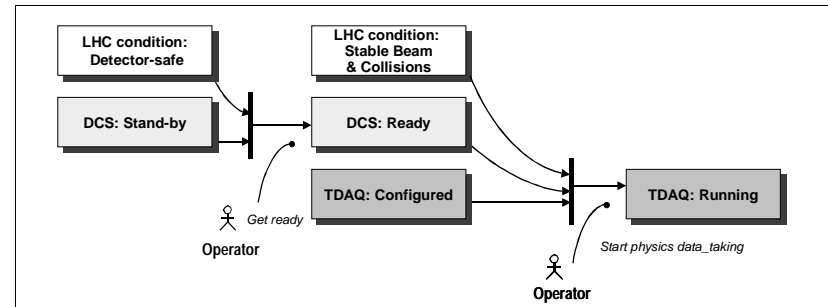 LHC condition:
Detector-safe
LHC condition:
Stable Beam
& Collisions
DCS: Stand-by
DCS: Ready
TDAQ: Configured
TDAQ: Running
Get ready
Operator
Start physics data_taking
Operator